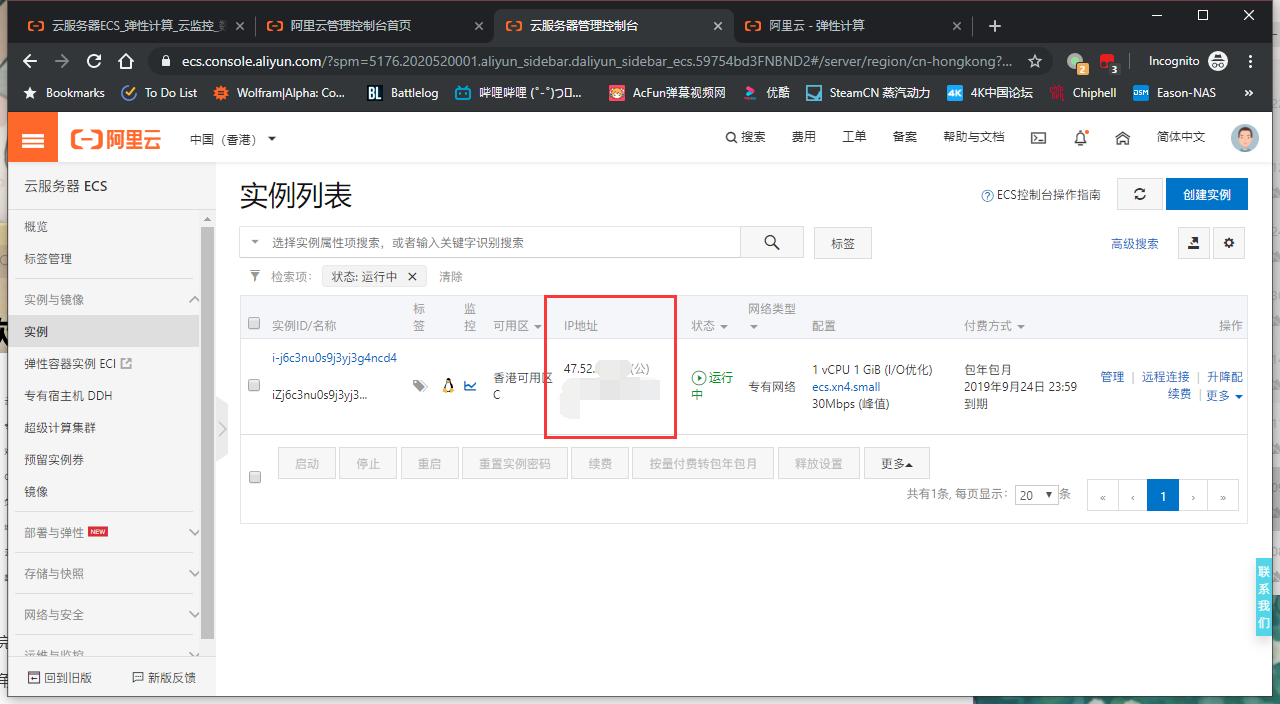 云服务器ECS_弹性计算_云监控_
阿里云管理控制台首页
云服务器管理控制台
阿里云 - 弹性计算
ecs.console.aliyun.com/?spm=5176.2020520001.aliyun_sidebar.daliyun_sidebar_ecs.59754bd3FNBND2#/server/region/cn-hongkong?...
2
3
Incognito
Bookmarks
To Do List
Wolfram|Alpha: Co...
BL Battlelog
哔哩哔哩
AcFun弹幕视频网
优酷
SteamCN 蒸汽动力
4K 4K中国论坛
Chiphell
DSM Eason-NAS
»
阿里云
中国（香港）
搜索
费用
工单
备案
帮助与文档
简体中文
云服务器 ECS
概览
标签管理
实例与镜像
实例
弹性容器实例 ECI
专有宿主机 DDH
超级计算集群
预留实例券
镜像
部署与弹性 NEW
存储与快照
网络与安全
运维与监控
回到旧版
新版反馈
实例列表
ECS控制台操作指南
创建实例
选择实例属性项搜索，或者输入关键字识别搜索
标签
高级搜索
检索项：
状态: 运行中
清除
实例ID/名称
标
签
监
控
可用区
IP地址
状态
网络类型
配置
付费方式
操作
i-j6c3nu0s9j3yj3g4ncd4
iZj6c3nu0s9j3yj3...
香港可用区
C
47.52.
(公)
运行
中
专有网络
1 vCPU 1 GiB (I/O优化)
ecs.xn4.small
30Mbps (峰值)
包年包月
2019年9月24日 23:59
到期
管理 | 远程连接 | 升降配
续费 | 更多
启动
停止
重启
重置实例密码
续费
按量付费转包年包月
释放设置
更多
共有1条, 每页显示：
20
条
«
‹
1
›
»
联
系
我
们